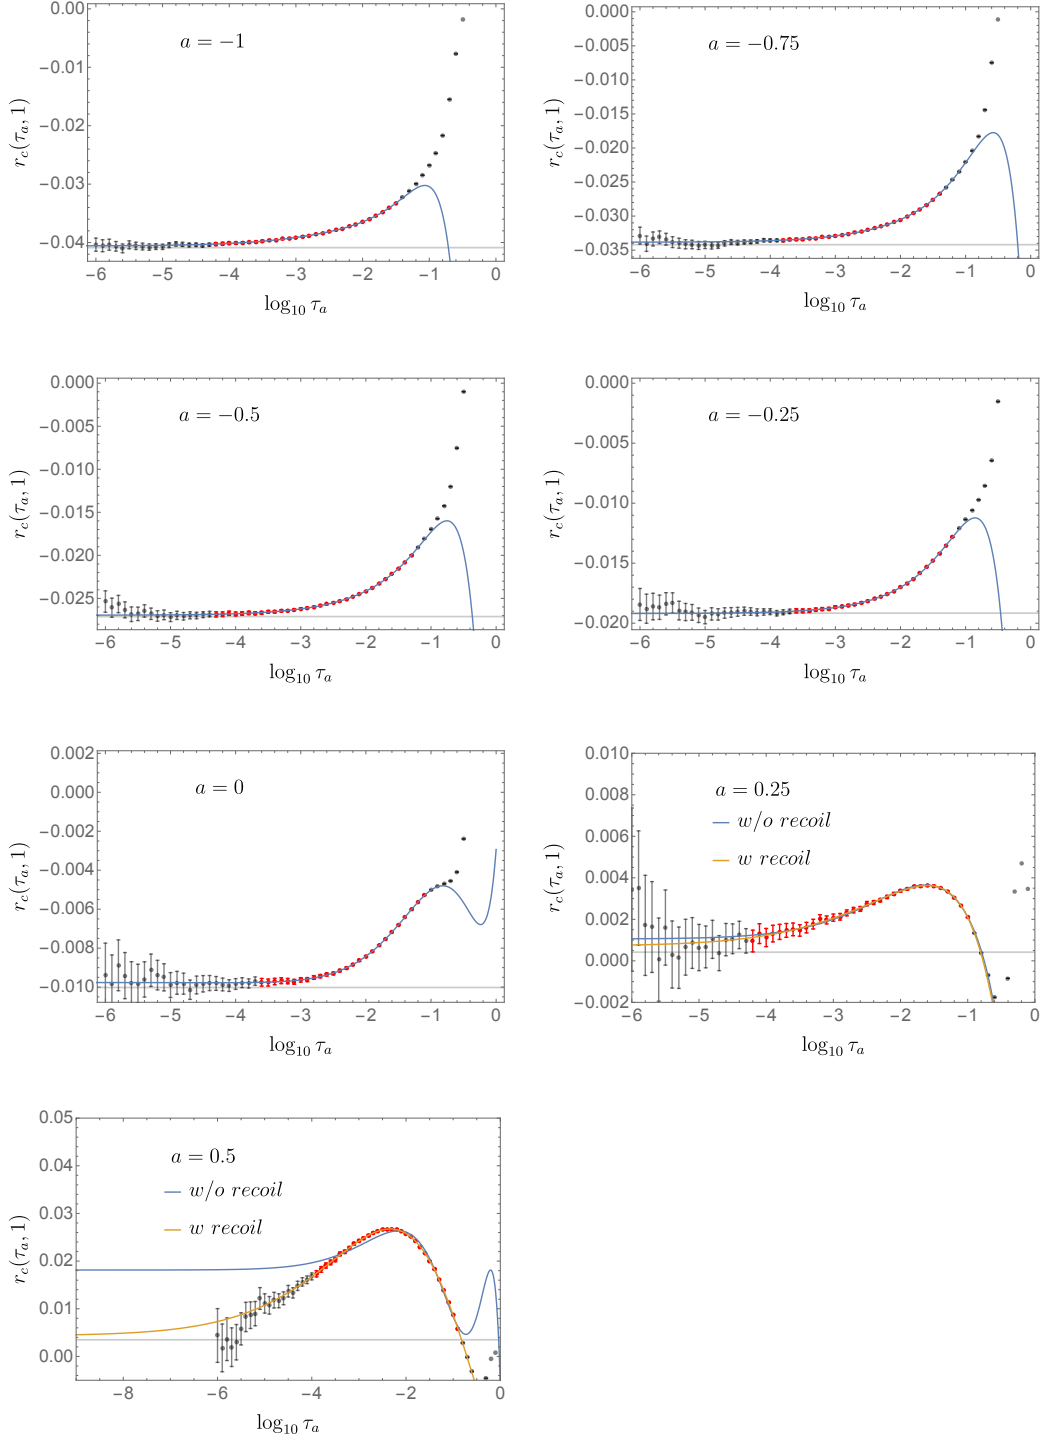 0.00
−0.01
−0.02
−0.03
−0.04
r_c(τ_a, 1)
a = −1
−6 −5 −4 −3 −2 −1 0
log₁₀ τ_a
0.000
−0.005
−0.010
−0.015
−0.020
−0.025
−0.030
−0.035
r_c(τ_a, 1)
a = −0.75
−6 −5 −4 −3 −2 −1 0
log₁₀ τ_a
0.000
−0.005
−0.010
−0.015
−0.020
−0.025
r_c(τ_a, 1)
a = −0.5
−6 −5 −4 −3 −2 −1 0
log₁₀ τ_a
0.000
−0.005
−0.010
−0.015
−0.020
r_c(τ_a, 1)
a = −0.25
−6 −5 −4 −3 −2 −1 0
log₁₀ τ_a
0.002
0.000
−0.002
−0.004
−0.006
−0.008
−0.010
r_c(τ_a, 1)
a = 0
−6 −5 −4 −3 −2 −1 0
log₁₀ τ_a
0.010
0.008
0.006
0.004
0.002
0.000
−0.002
r_c(τ_a, 1)
a = 0.25
w/o recoil
w recoil
−6 −5 −4 −3 −2 −1 0
log₁₀ τ_a
0.05
0.04
0.03
0.02
0.01
0.00
r_c(τ_a, 1)
a = 0.5
w/o recoil
w recoil
−8 −6 −4 −2 0
log₁₀ τ_a